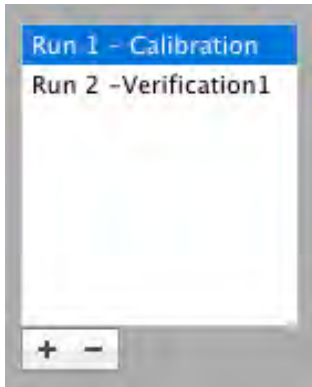 Run 1 – Calibration
Run 2 –Verification1
+ −